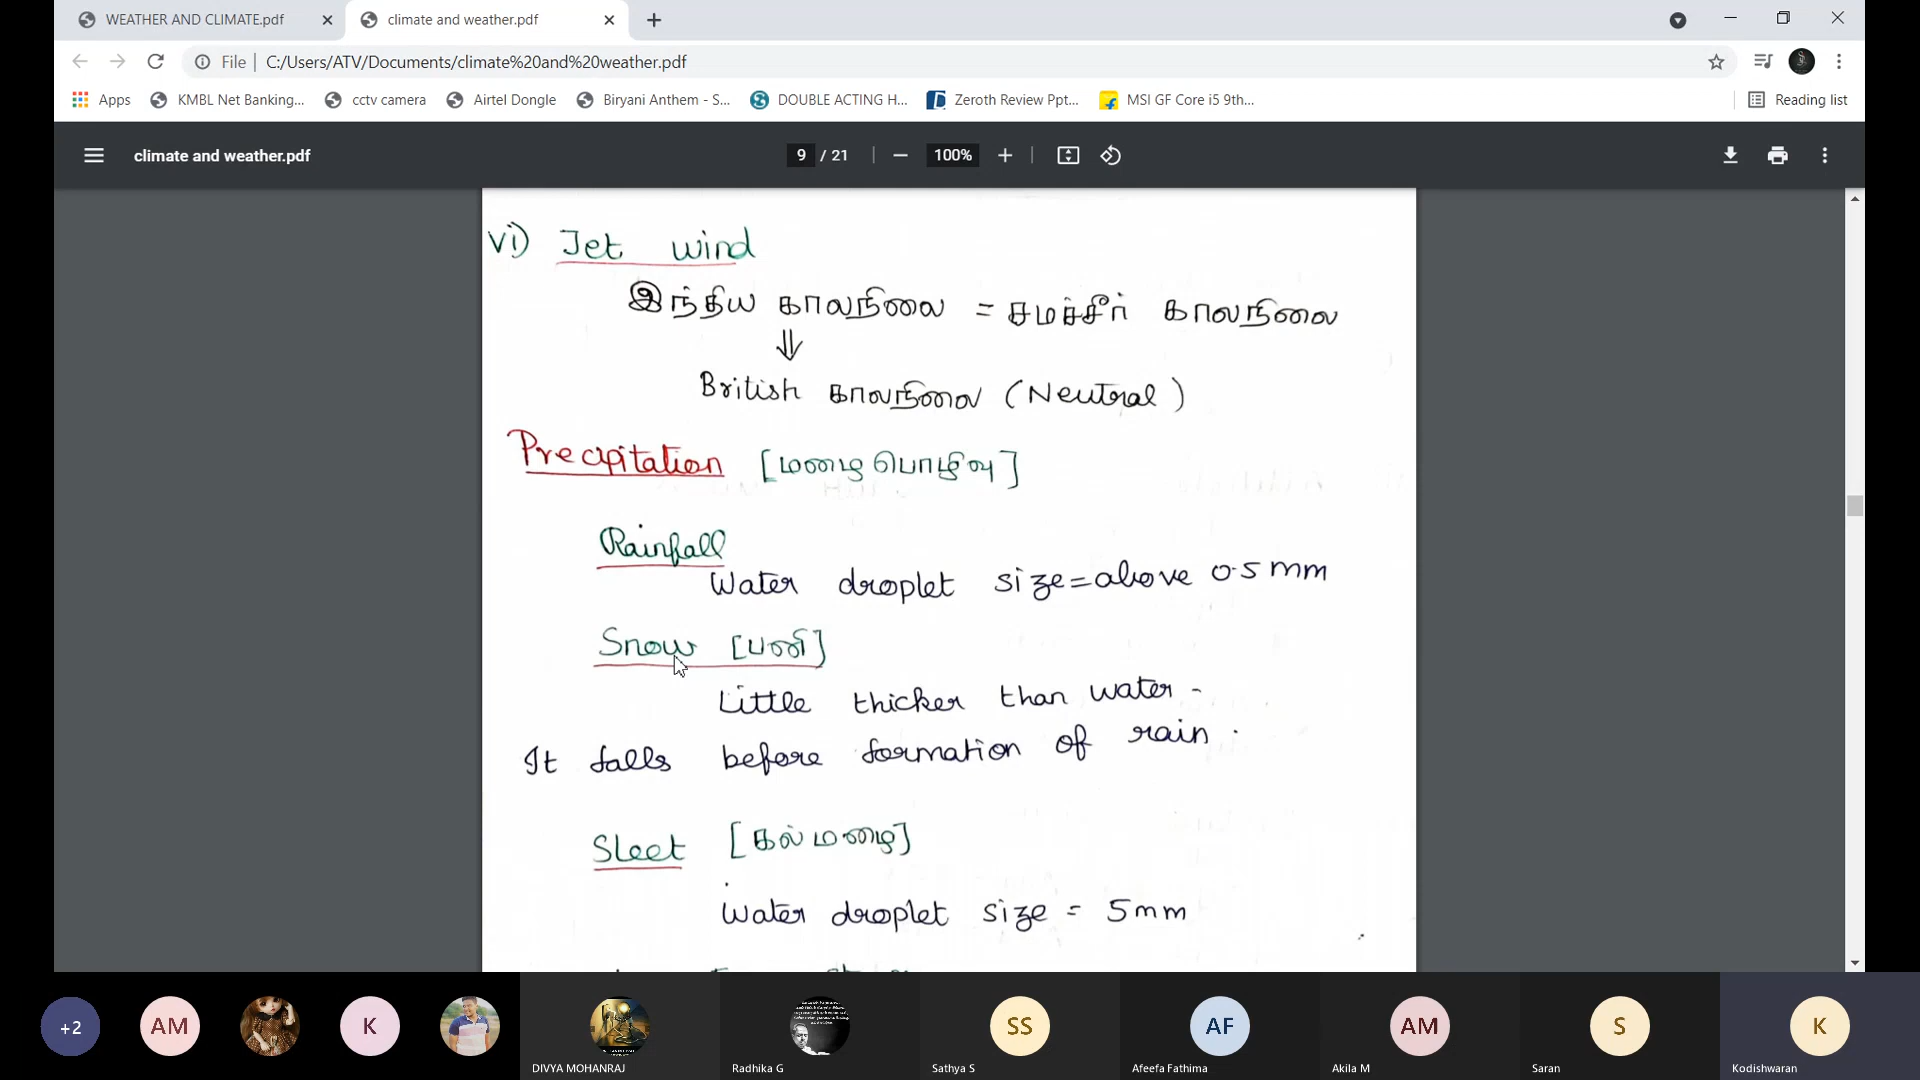 WEATHER AND CLIMATE.pdf
climate and weather.pdf
File
C:/Users/ATV/Documents/climate%20and%20weather.pdf
Apps
KMBL Net Banking...
cctv camera
Airtel Dongle
Biryani Anthem - S...
DOUBLE ACTING H...
Zeroth Review Ppt...
MSI GF Core i5 9th...
Reading list
climate and weather.pdf
9 / 21
100%
vi) Jet wind
இந்திய காலநிலை = சமச்சீர் காலநிலை
⇓
British காலநிலை (Neutral)
Precipitation [மழை பொழிவு]
Rainfall
Water droplet size = above 0.5 mm
Snow [பனி]
Little thicker than water.
It falls before formation of rain.
Sleet [கல் மழை]
Water droplet size = 5mm
+2
AM
K
SS
AF
AM
S
K
DIVYA MOHANRAJ
Radhika G
Sathya S
Afeefa Fathima
Akila M
Saran
Kodishwaran